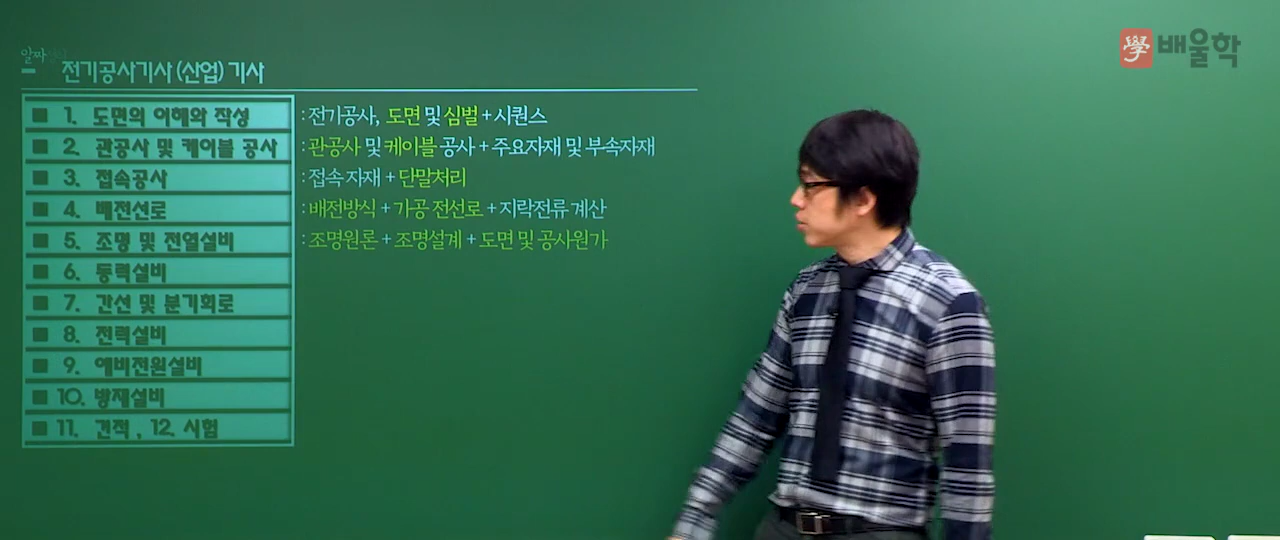 學 배울학
알짜
전기공사기사 (산업) 기사
1. 도면의 이해와 작성 : 전기공사, 도면 및 심벌 + 시퀀스
2. 관공사 및 케이블 공사 : 관공사 및 케이블 공사 + 주요자재 및 부속자재
3. 접속공사 : 접속 자재 + 단말처리
4. 배전선로 : 배전방식 + 가공 전선로 + 지락전류 계산
5. 조명 및 전열설비 : 조명원론 + 조명설계 + 도면 및 공사원가
6. 동력설비
7. 간선 및 분기회로
8. 전력설비
9. 예비전원설비
10. 방재설비
11. 견적 , 12. 시험